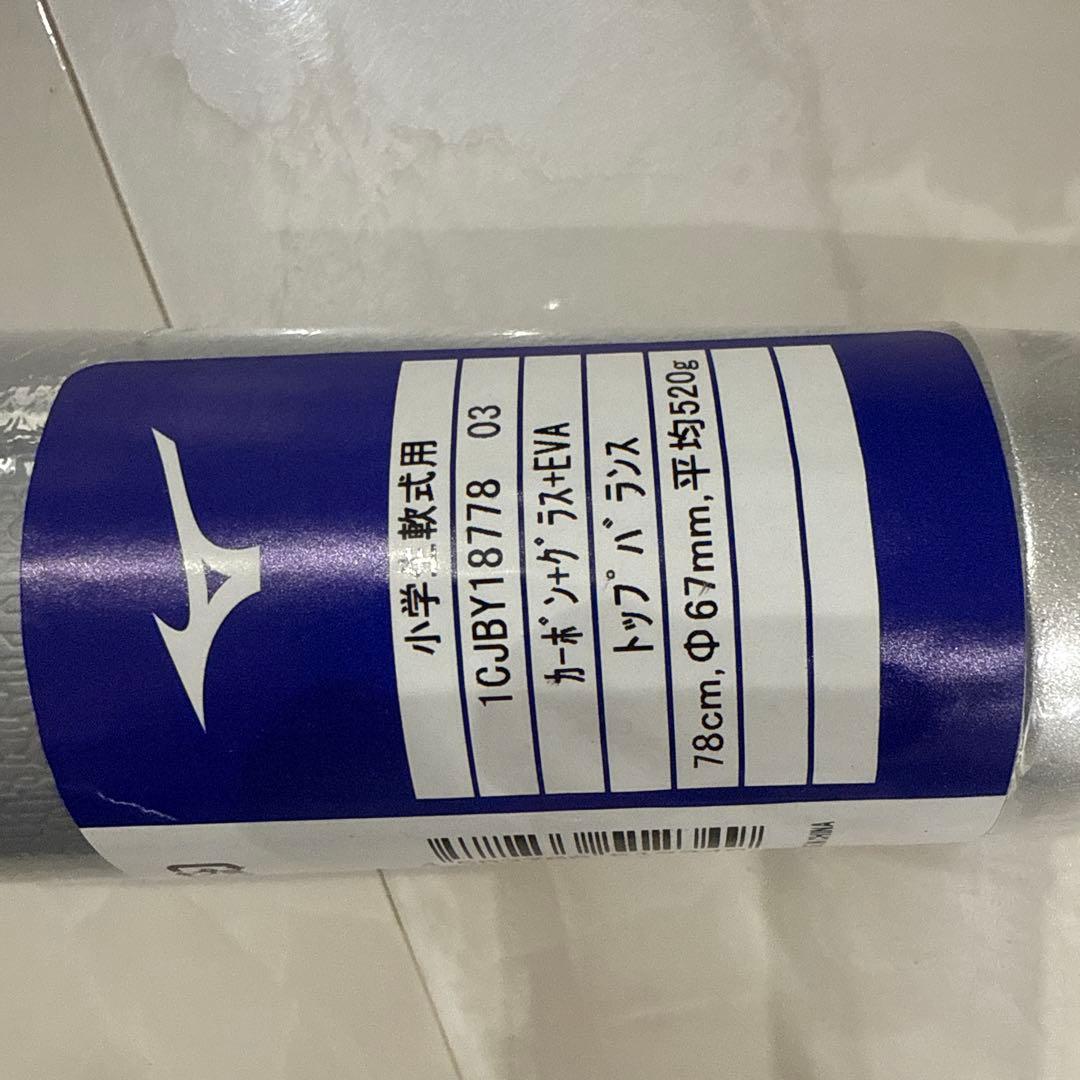 小学生軟式用
1CJBY18778 03
ｶｰﾎﾞﾝ+ｸﾞﾗｽ+EVA
ﾄｯﾌﾟﾊﾞﾗﾝｽ
78cm,Φ67mm,平均520g